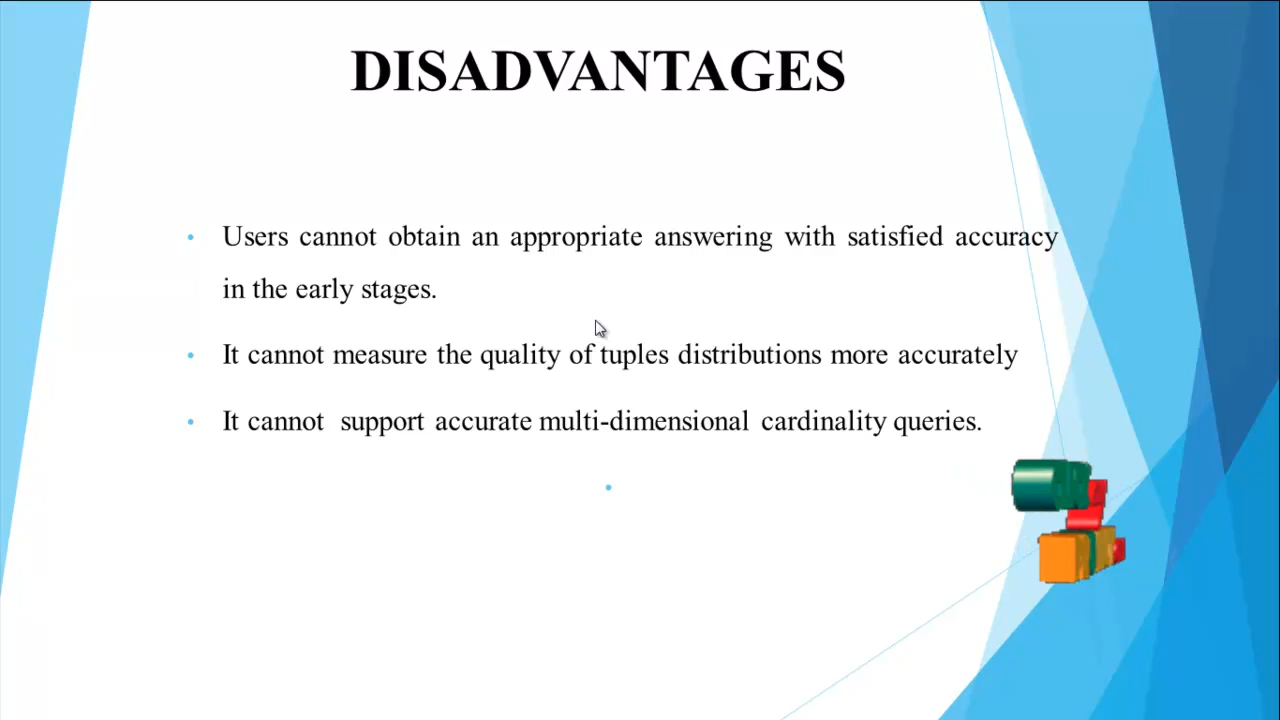 DISADVANTAGES
• Users cannot obtain an appropriate answering with satisfied accuracy
in the early stages.
• It cannot measure the quality of tuples distributions more accurately
• It cannot support accurate multi-dimensional cardinality queries.
•